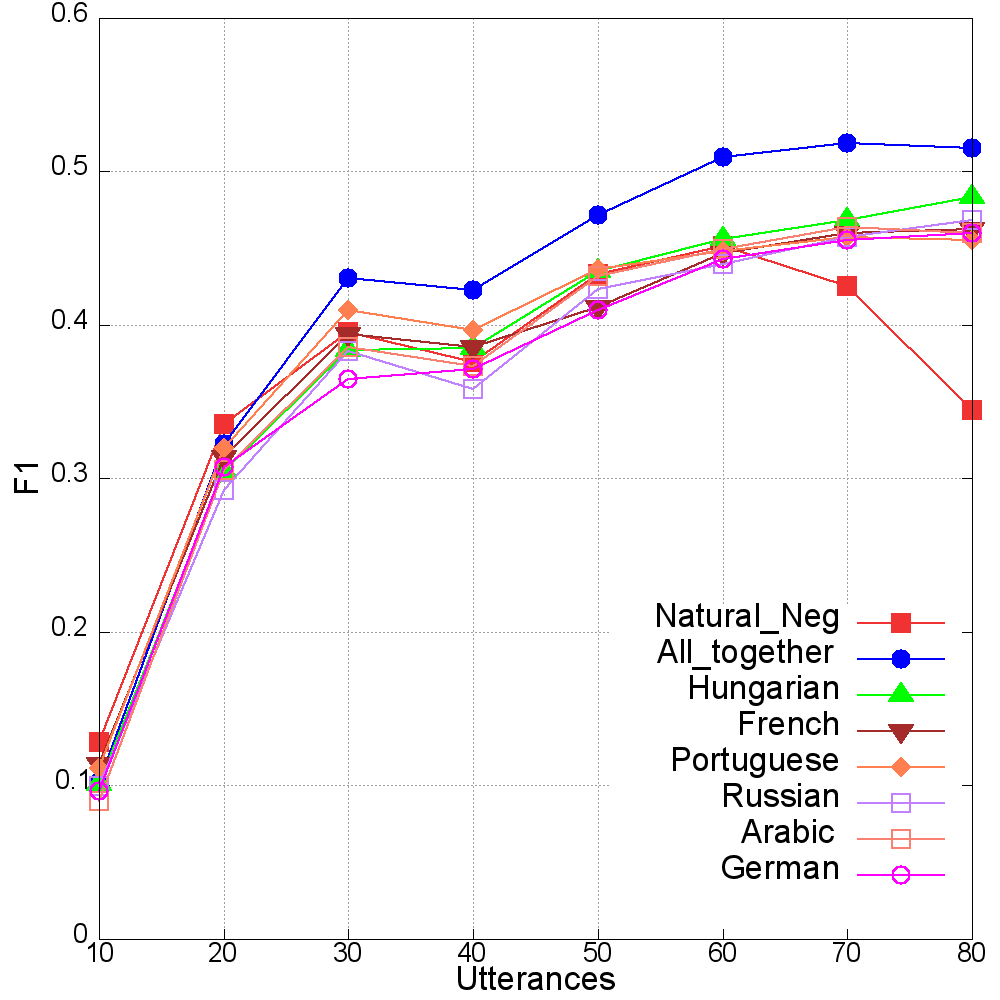 0.6
0.5
0.4
0.3
0.2
0.1
0
F1
Natural_Neg
All_together
Hungarian
French
Portuguese
Russian
Arabic
German
10 20 30 40 50 60 70 80
Utterances